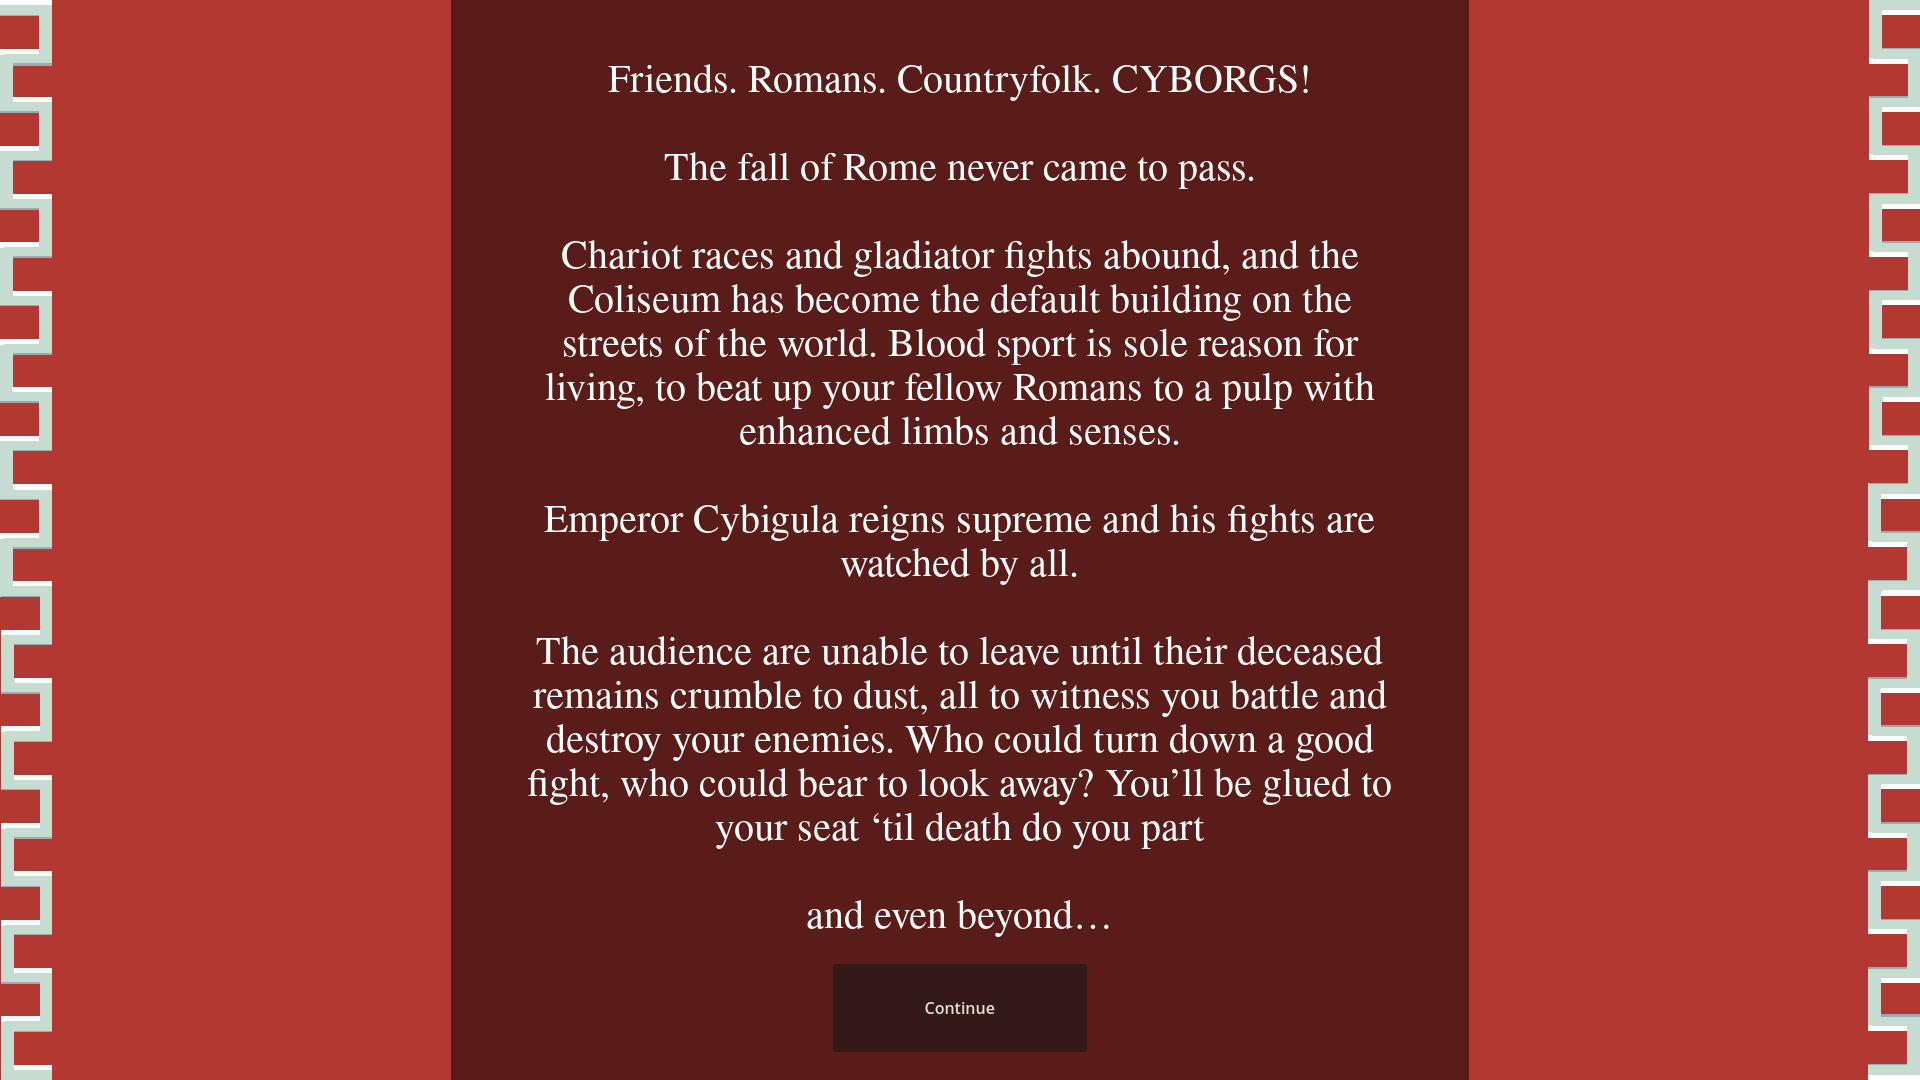 Friends. Romans. Countryfolk. CYBORGS!
The fall of Rome never came to pass.
Chariot races and gladiator fights abound, and the
Coliseum has become the default building on the
streets of the world. Blood sport is sole reason for
living, to beat up your fellow Romans to a pulp with
enhanced limbs and senses.
Emperor Cybigula reigns supreme and his fights are
watched by all.
The audience are unable to leave until their deceased
remains crumble to dust, all to witness you battle and
destroy your enemies. Who could turn down a good
fight, who could bear to look away? You’ll be glued to
your seat ‘til death do you part
and even beyond…
Continue